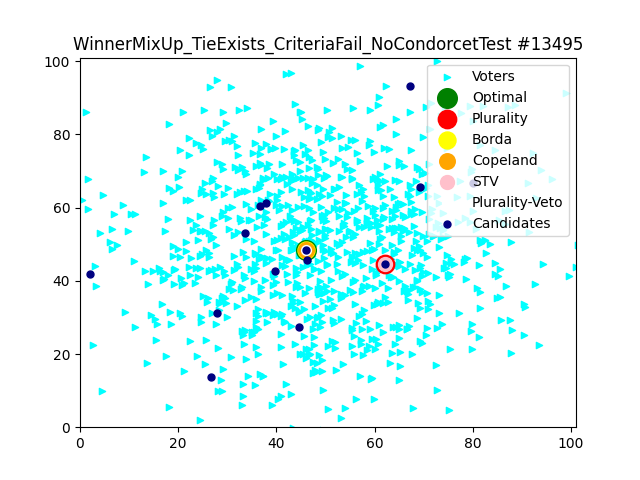 WinnerMixUp_TieExists_CriteriaFail_NoCondorcetTest #13495
100
80
60
40
20
0
0
20
40
60
80
100
Voters
Optimal
Plurality
Borda
Copeland
STV
Plurality-Veto
Candidates